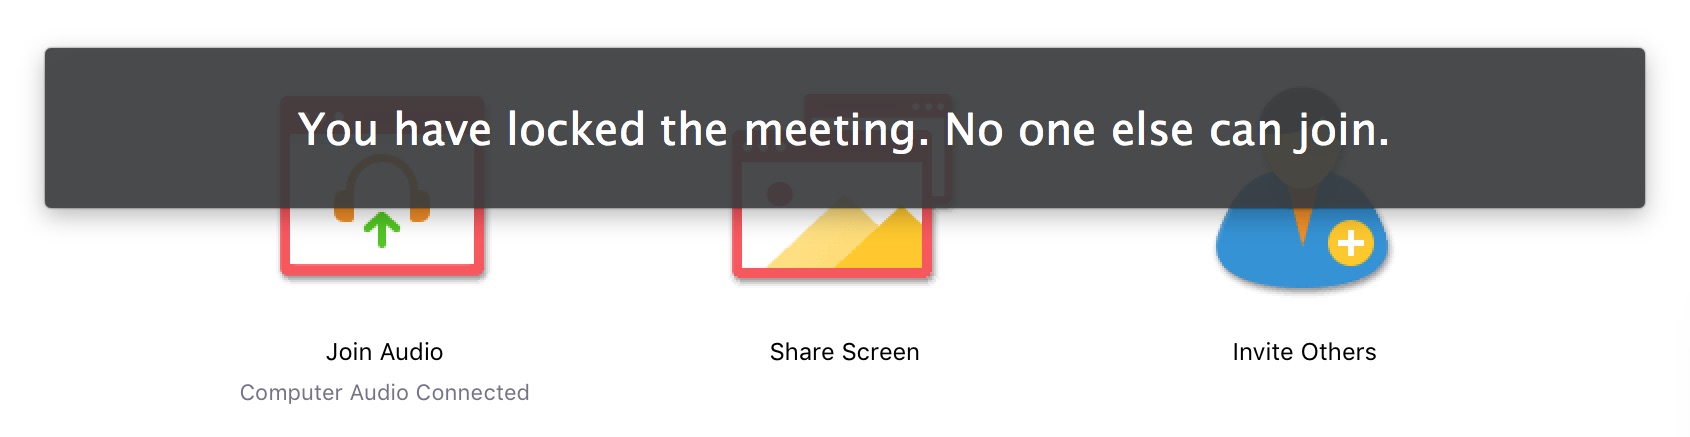 You have locked the meeting. No one else can join.
Join Audio
Computer Audio Connected
Share Screen
Invite Others